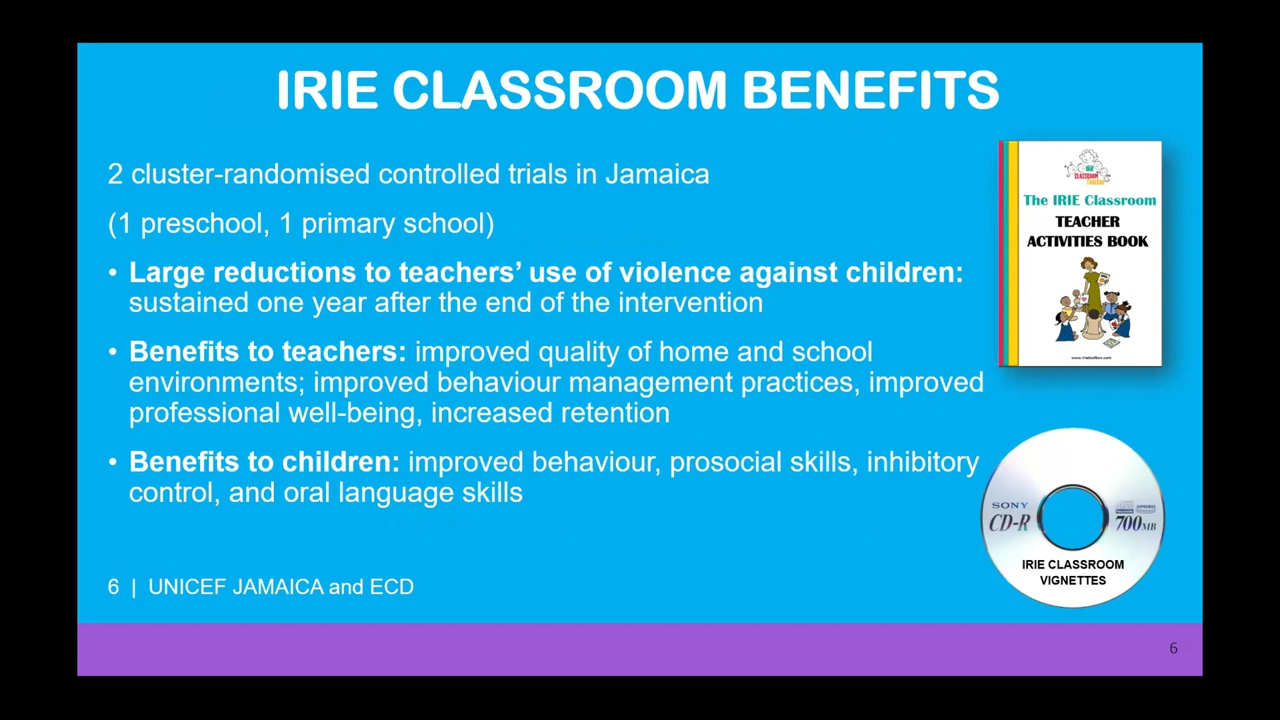 IRIE CLASSROOM BENEFITS
2 cluster-randomised controlled trials in Jamaica
(1 preschool, 1 primary school)
• Large reductions to teachers’ use of violence against children:
sustained one year after the end of the intervention
• Benefits to teachers: improved quality of home and school
environments; improved behaviour management practices, improved
professional well-being, increased retention
• Benefits to children: improved behaviour, prosocial skills, inhibitory
control, and oral language skills
6 | UNICEF JAMAICA and ECD
CLASSROOM
The IRIE Classroom
TEACHER
ACTIVITIES BOOK
www.irietoolbox.com
SONY
CD-R
700MB
IRIE CLASSROOM
VIGNETTES
6